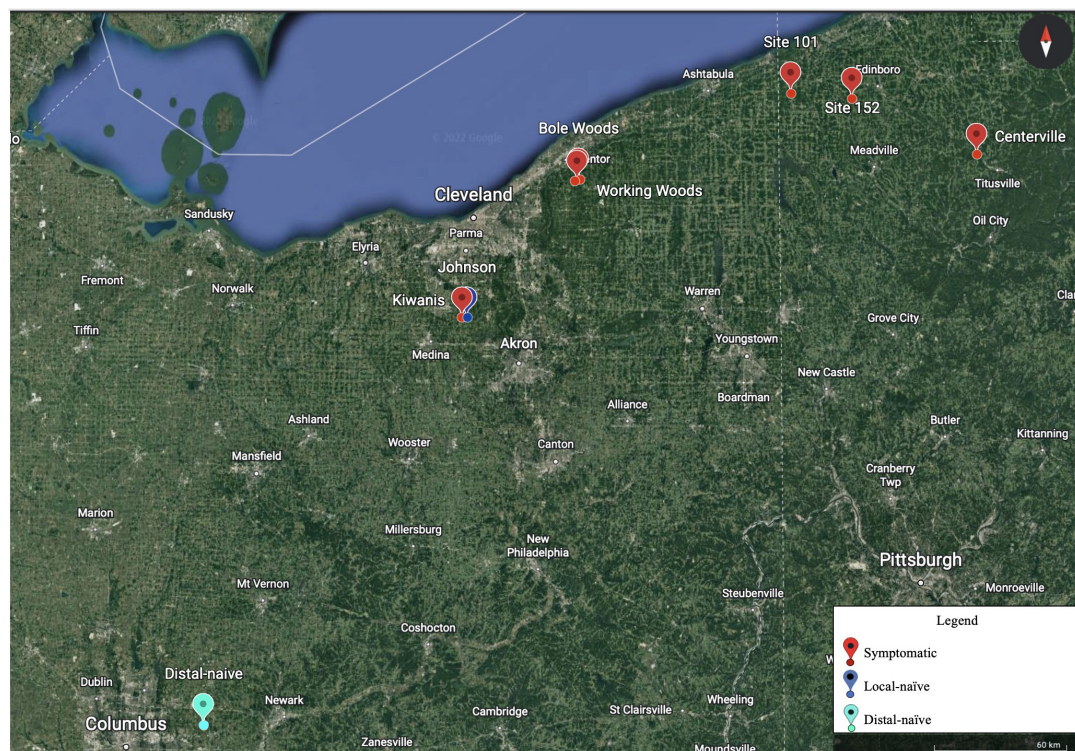 Site 101
Ashtabula
Edinboro
Site 152
© 2022 Google
Bole Woods
Centerville
Meadville
Working Woods
Titusville
Cleveland
Sandusky
Oil City
Parma
Elyria
Johnson
Fremont
Norwalk
Kiwanis
Warren
Grove City
Tiffin
Akron
Youngstown
Medina
New Castle
Boardman
Alliance
Ashland
Butler
Wooster
Canton
Kittanning
Mansfield
Cranberry
Twp
Marion
Millersburg
New
Philadelphia
Pittsburgh
Mt Vernon
Steubenville
Monroeville
Coshocton
Legend
Symptomatic
Distal-naive
Dublin
Local-naïve
Newark
Wheeling
Columbus
Cambridge
St Clairsville
Distal-naïve
Zanesville
Moundsville
60 km